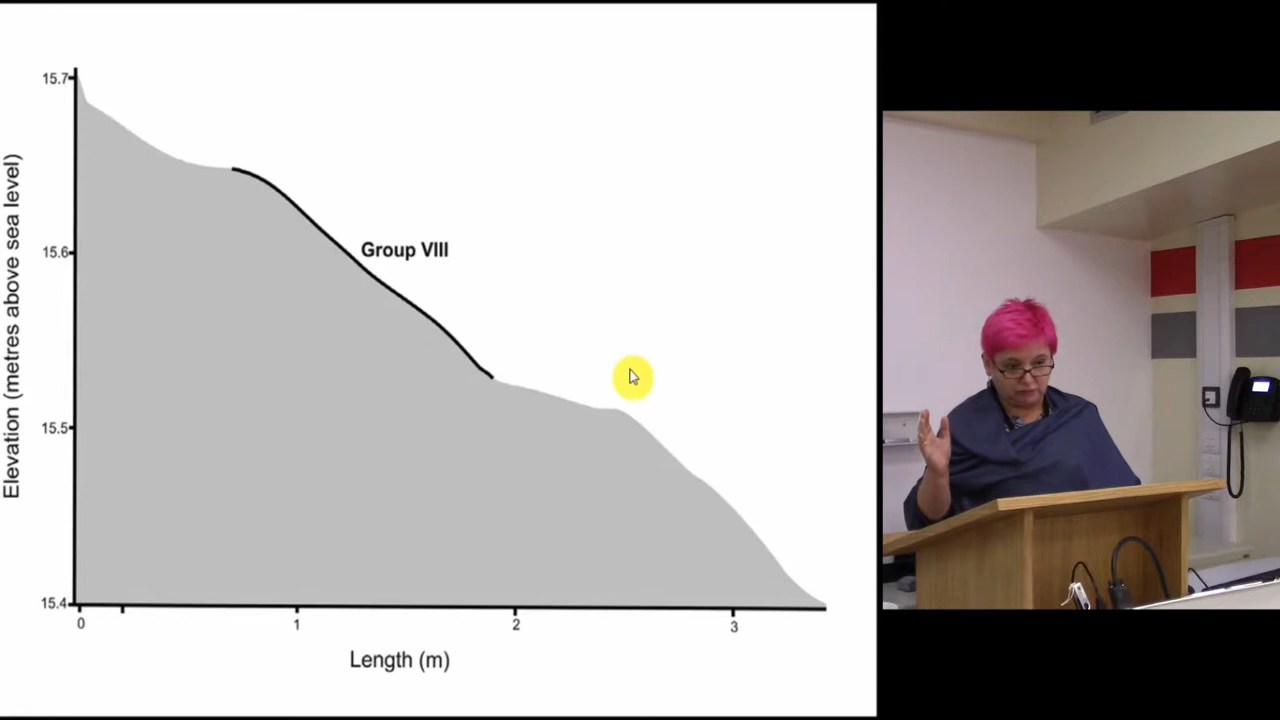 15.7
15.6
15.5
15.4
Elevation (metres above sea level)
Group VIII
0
1
2
3
Length (m)